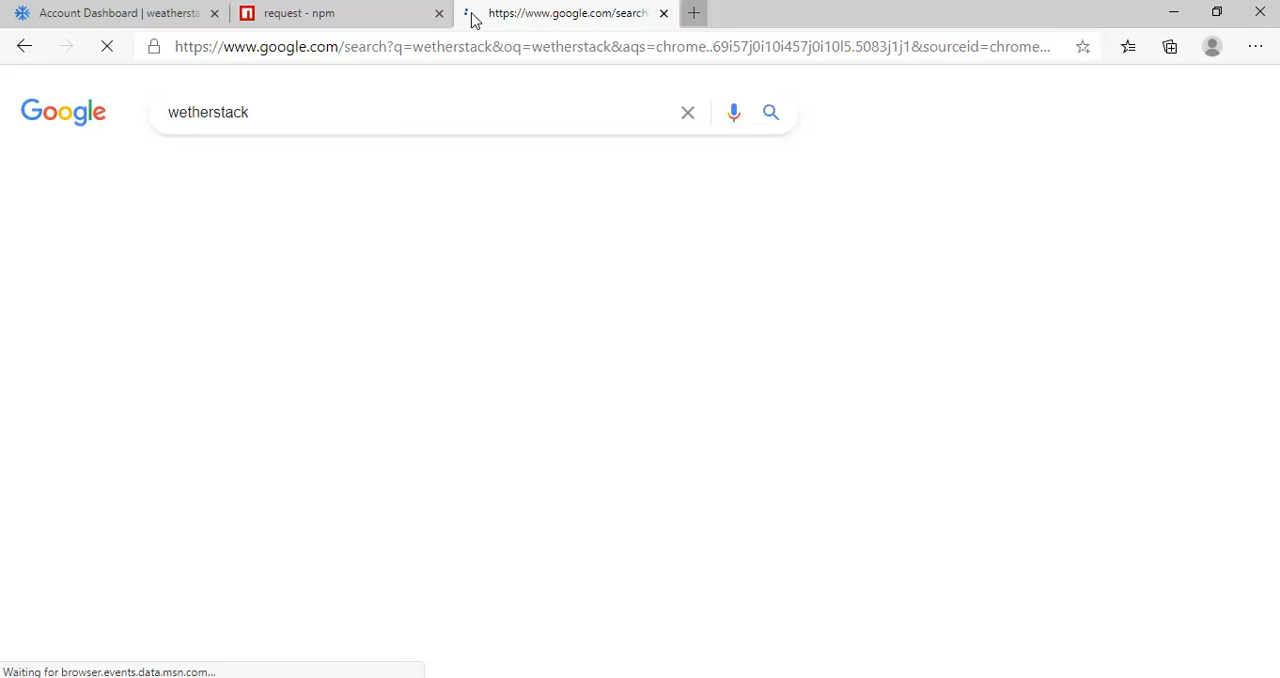 Account Dashboard | weathersta
request - npm
https://www.google.com/search?
https://www.google.com/search?q=wetherstack&oq=wetherstack&aqs=chrome..69i57j0i10i457j0i10l5.5083j1j1&sourceid=chrome...
Google
wetherstack
Waiting for browser.events.data.msn.com...